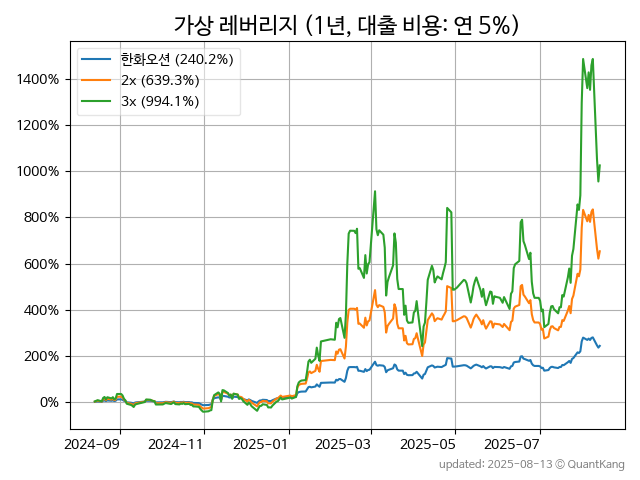 가상 레버리지 (1년, 대출 비용: 연 5%)
한화오션 (240.2%)
2x (639.3%)
3x (994.1%)
1400%
1200%
1000%
800%
600%
400%
200%
0%
2024-09 2024-11 2025-01 2025-03 2025-05 2025-07
updated: 2025-08-13 © QuantKang